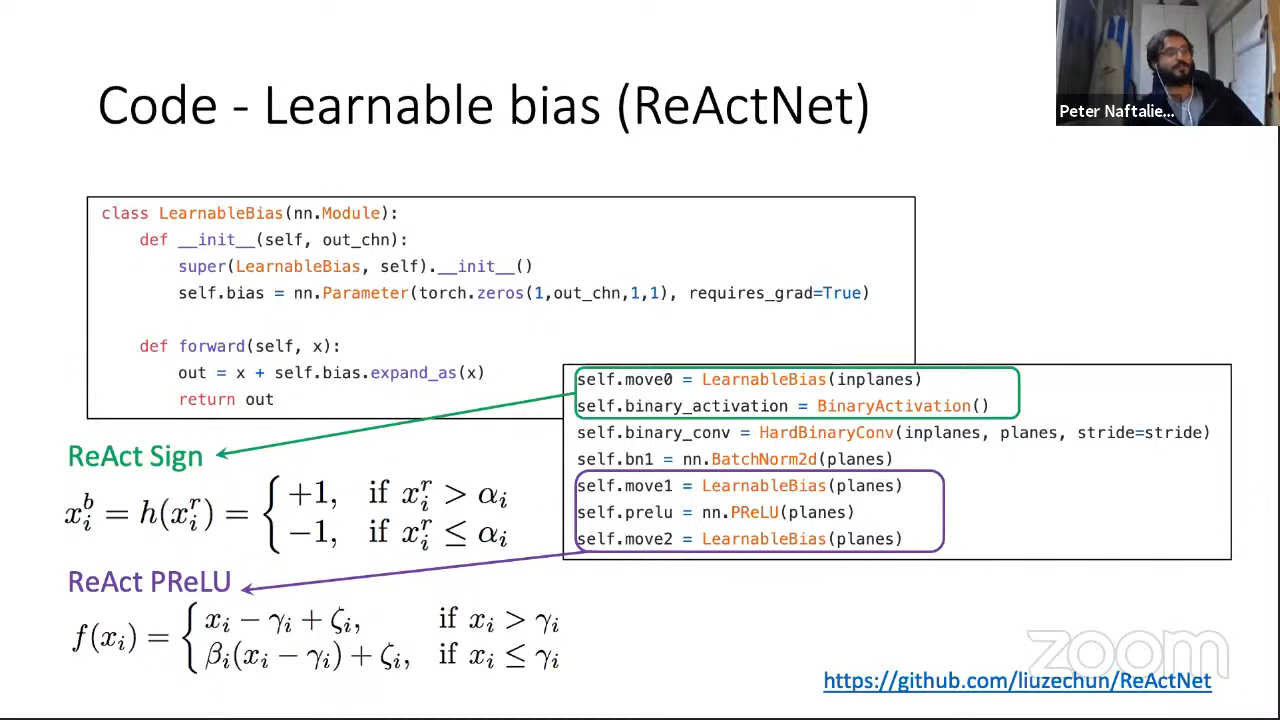 Code - Learnable bias (ReActNet)
Peter Naftalie...
class LearnableBias(nn.Module):
def __init__(self, out_chn):
super(LearnableBias, self).__init__()
self.bias = nn.Parameter(torch.zeros(1,out_chn,1,1), requires_grad=True)
def forward(self, x):
out = x + self.bias.expand_as(x)
return out
self.move0 = LearnableBias(inplanes)
self.binary_activation = BinaryActivation()
self.binary_conv = HardBinaryConv(inplanes, planes, stride=stride)
self.bn1 = nn.BatchNorm2d(planes)
self.move1 = LearnableBias(planes)
self.prelu = nn.PReLU(planes)
self.move2 = LearnableBias(planes)
ReAct Sign
x_i^b = h(x_i^r) = { +1, if x_i^r > α_i
−1, if x_i^r ≤ α_i
ReAct PReLU
f(x_i) = { x_i − γ_i + ζ_i, if x_i > γ_i
β_i(x_i − γ_i) + ζ_i, if x_i ≤ γ_i
zoom
https://github.com/liuzechun/ReActNet